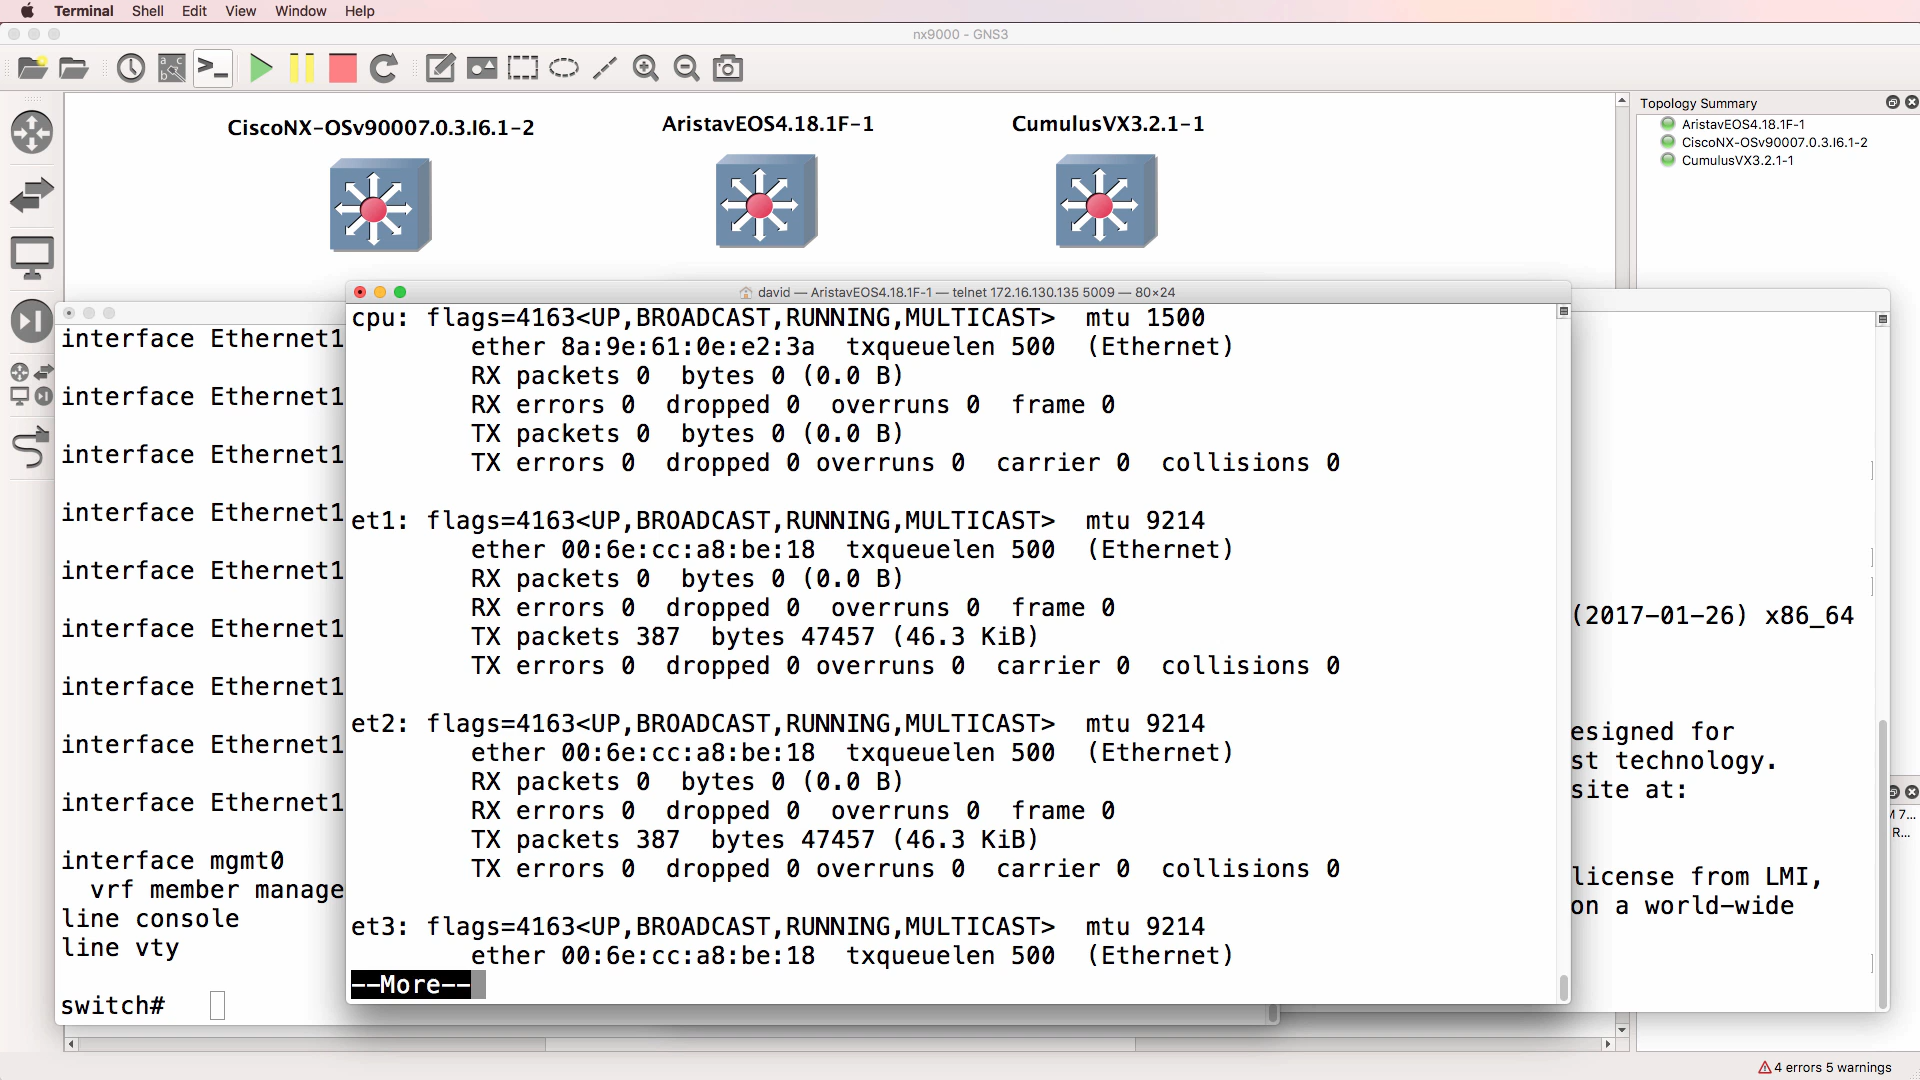 Terminal Shell Edit View Window Help
nx9000 - GNS3
CiscoNX-OSv90007.0.3.I6.1-2
AristavEOS4.18.1F-1
CumulusVX3.2.1-1
Topology Summary
AristavEOS4.18.1F-1
CiscoNX-OSv90007.0.3.I6.1-2
CumulusVX3.2.1-1
david — AristavEOS4.18.1F-1 — telnet 172.16.130.135 5009 — 80×24
cpu: flags=4163<UP,BROADCAST,RUNNING,MULTICAST>  mtu 1500
ether 8a:9e:61:0e:e2:3a  txqueuelen 500  (Ethernet)
RX packets 0  bytes 0 (0.0 B)
RX errors 0  dropped 0  overruns 0  frame 0
TX packets 0  bytes 0 (0.0 B)
TX errors 0  dropped 0 overruns 0  carrier 0  collisions 0
et1: flags=4163<UP,BROADCAST,RUNNING,MULTICAST>  mtu 9214
ether 00:6e:cc:a8:be:18  txqueuelen 500  (Ethernet)
RX packets 0  bytes 0 (0.0 B)
RX errors 0  dropped 0  overruns 0  frame 0
TX packets 387  bytes 47457 (46.3 KiB)
TX errors 0  dropped 0 overruns 0  carrier 0  collisions 0
et2: flags=4163<UP,BROADCAST,RUNNING,MULTICAST>  mtu 9214
ether 00:6e:cc:a8:be:18  txqueuelen 500  (Ethernet)
RX packets 0  bytes 0 (0.0 B)
RX errors 0  dropped 0  overruns 0  frame 0
TX packets 387  bytes 47457 (46.3 KiB)
TX errors 0  dropped 0 overruns 0  carrier 0  collisions 0
et3: flags=4163<UP,BROADCAST,RUNNING,MULTICAST>  mtu 9214
ether 00:6e:cc:a8:be:18  txqueuelen 500  (Ethernet)
--More--
interface Ethernet1
interface Ethernet1
interface Ethernet1
interface Ethernet1
interface Ethernet1
interface Ethernet1
interface Ethernet1
interface Ethernet1
interface Ethernet1
interface mgmt0
vrf member manage
line console
line vty
switch#
(2017-01-26) x86_64
esigned for
st technology.
site at:
license from LMI,
on a world-wide
7...
R...
4 errors 5 warnings